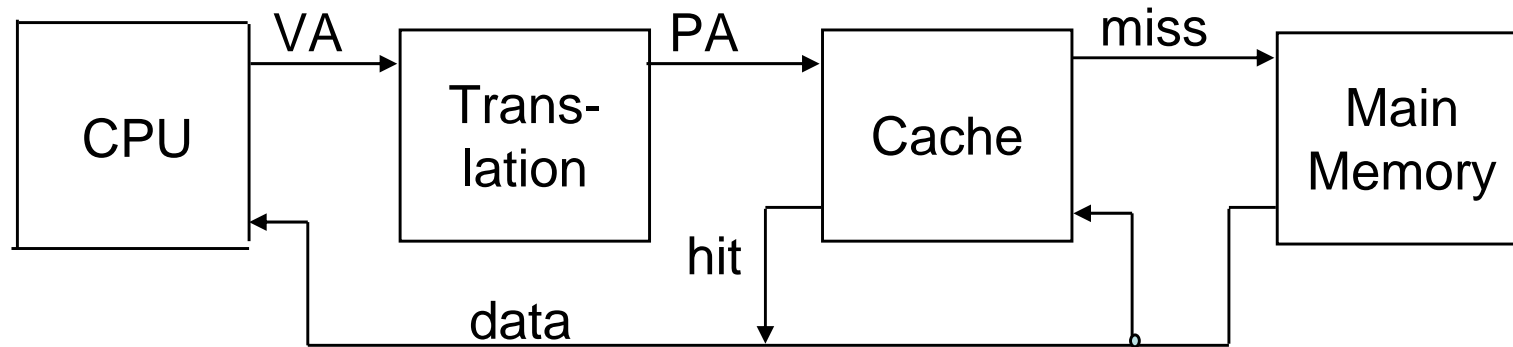 VA
PA
miss
CPU
Trans-
lation
Cache
Main
Memory
hit
data